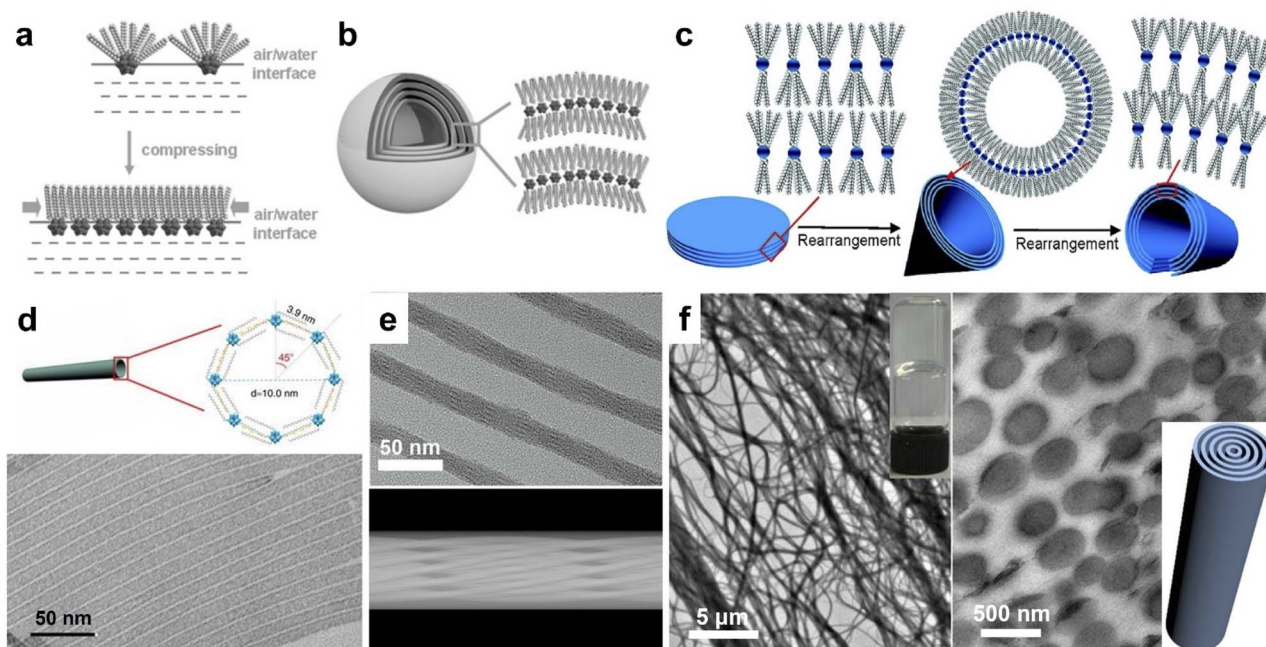 a
air/water
interface
compressing
air/water
interface
b
c
Rearrangement
Rearrangement
d
3.9 nm
45°
d=10.0 nm
50 nm
e
50 nm
f
5 µm
500 nm